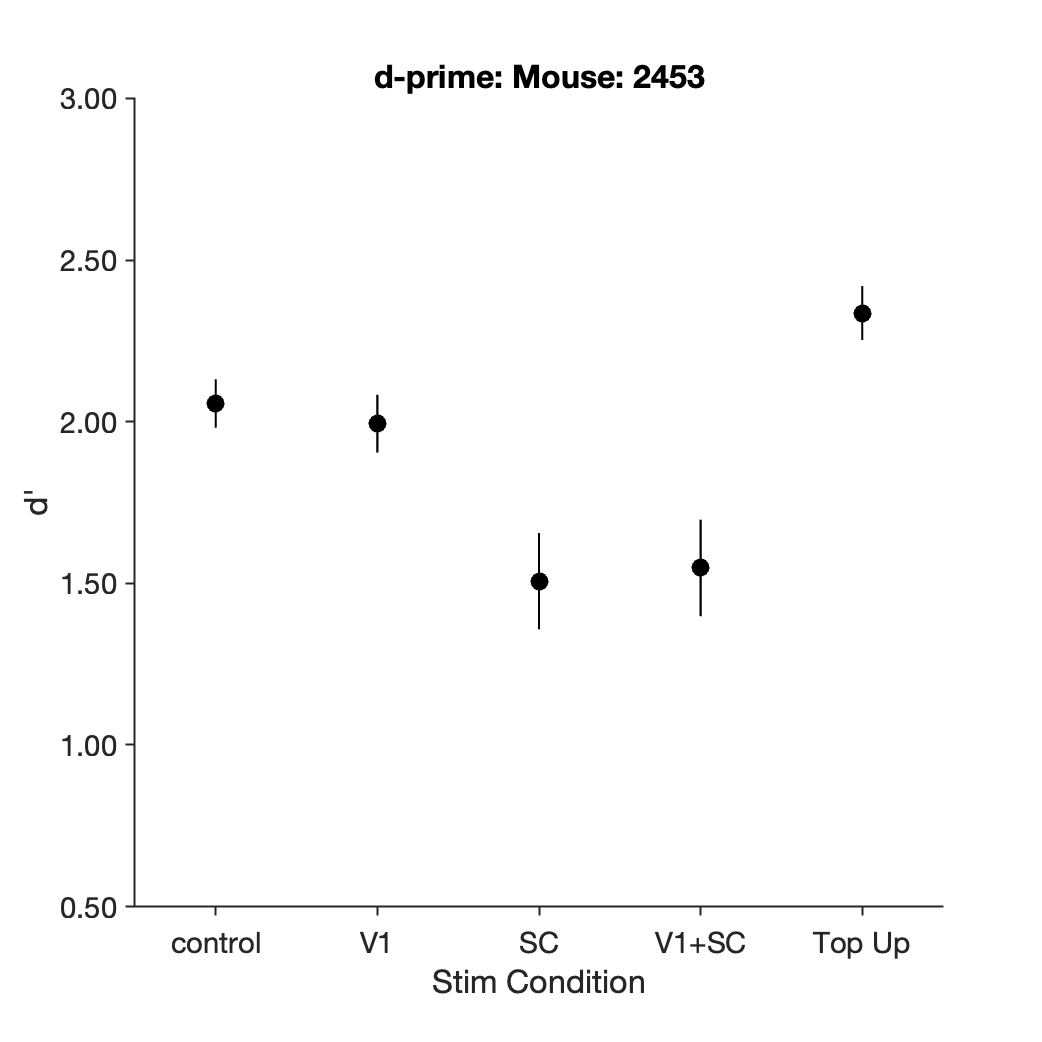 d-prime: Mouse: 2453
3.00
2.50
2.00
1.50
1.00
0.50
d'
control V1 SC V1+SC Top Up
Stim Condition